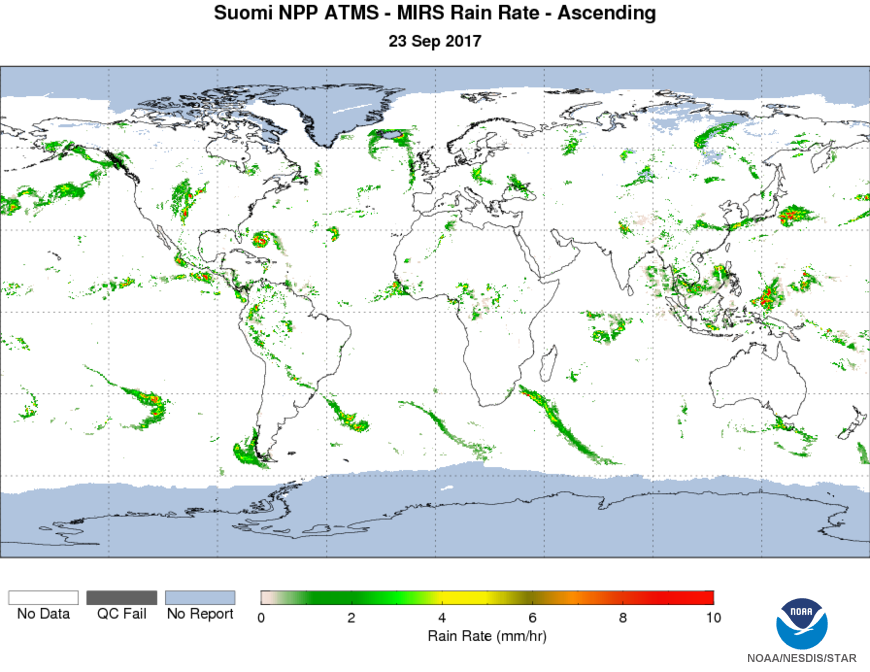 Suomi NPP ATMS - MIRS Rain Rate - Ascending
23 Sep 2017
No Data QC Fail No Report
0 2 4 6 8 10
Rain Rate (mm/hr)
NOAA
NOAA/NESDIS/STAR